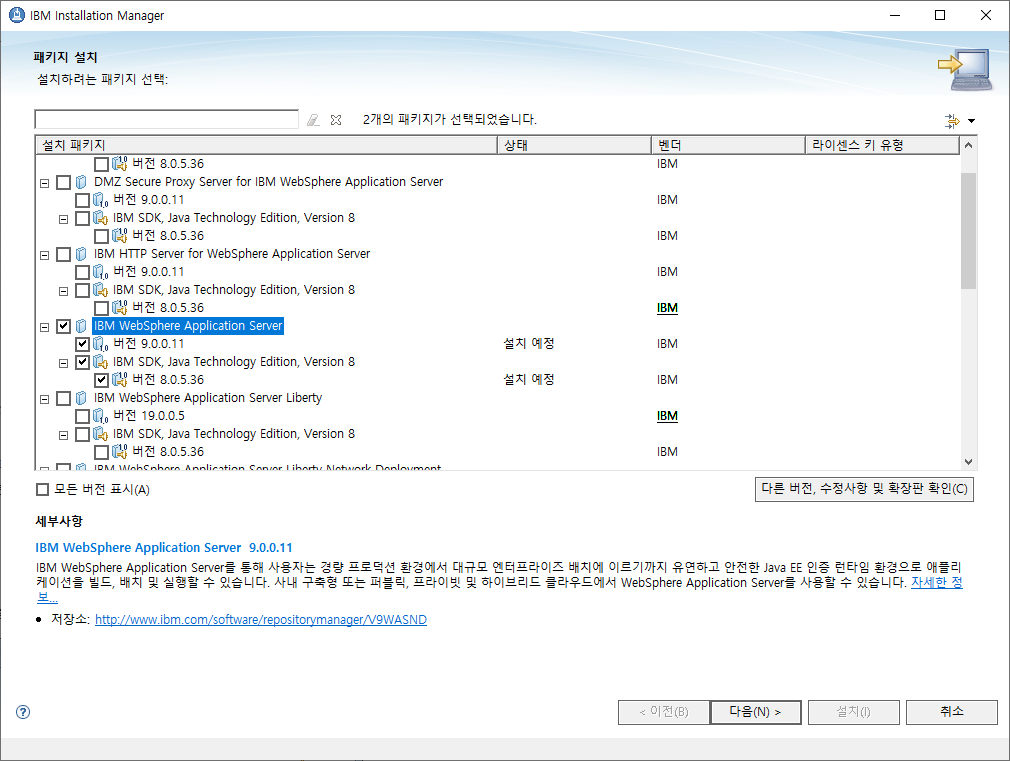 IBM Installation Manager
패키지 설치
설치하려는 패키지 선택:
2개의 패키지가 선택되었습니다.
설치 패키지 상태 벤더 라이센스 키 유형
버전 8.0.5.36 IBM
DMZ Secure Proxy Server for IBM WebSphere Application Server
버전 9.0.0.11 IBM
IBM SDK, Java Technology Edition, Version 8
버전 8.0.5.36 IBM
IBM HTTP Server for WebSphere Application Server
버전 9.0.0.11 IBM
IBM SDK, Java Technology Edition, Version 8
버전 8.0.5.36 IBM
IBM WebSphere Application Server
버전 9.0.0.11 설치 예정 IBM
IBM SDK, Java Technology Edition, Version 8
버전 8.0.5.36 설치 예정 IBM
IBM WebSphere Application Server Liberty
버전 19.0.0.5 IBM
IBM SDK, Java Technology Edition, Version 8
버전 8.0.5.36 IBM
IBM WebSphere Application Server Liberty Network Deployment
모든 버전 표시(A) 다른 버전, 수정사항 및 확장판 확인(C)
세부사항
IBM WebSphere Application Server 9.0.0.11
IBM WebSphere Application Server를 통해 사용자는 경량 프로덕션 환경에서 대규모 엔터프라이즈 배치에 이르기까지 유연하고 안전한 Java EE 인증 런타임 환경으로 애플리
케이션을 빌드, 배치 및 실행할 수 있습니다. 사내 구축형 또는 퍼블릭, 프라이빗 및 하이브리드 클라우드에서 WebSphere Application Server를 사용할 수 있습니다. 자세한 정
보...
• 저장소: http://www.ibm.com/software/repositorymanager/V9WASND
< 이전(B) 다음(N) > 설치(I) 취소